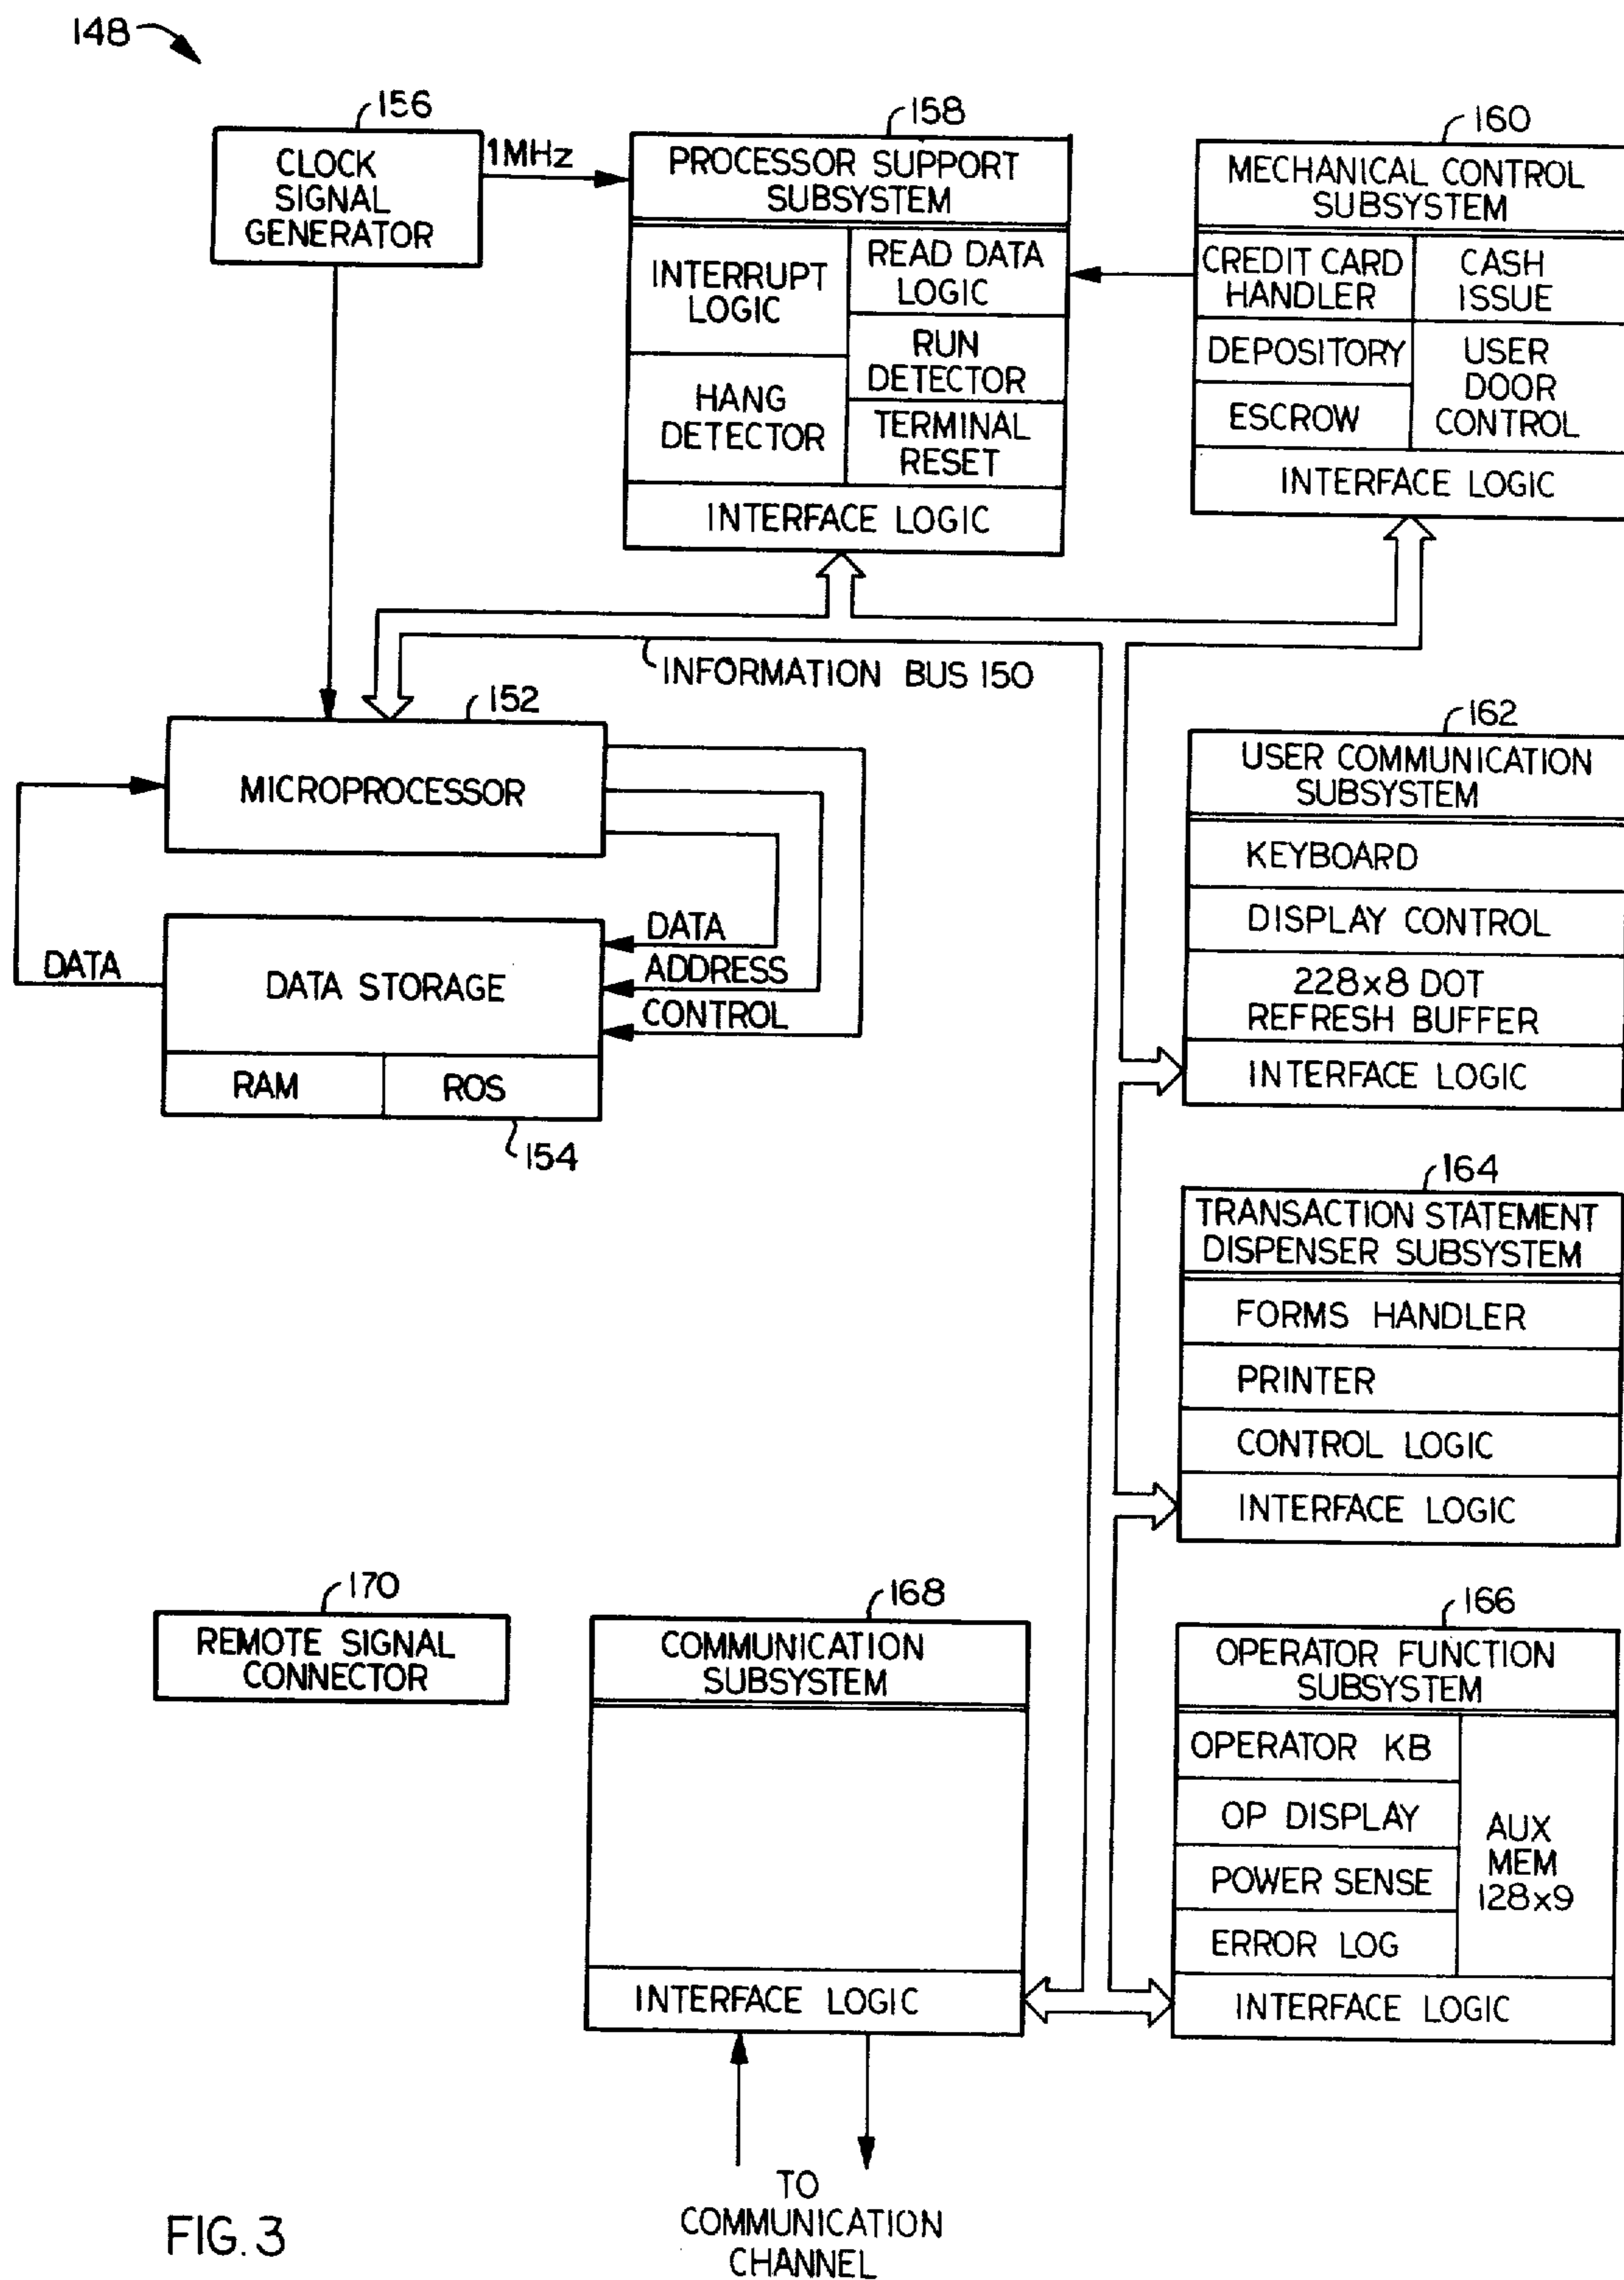 148
156
CLOCK
SIGNAL
GENERATOR
1MHz
158
PROCESSOR SUPPORT
SUBSYSTEM
INTERRUPT
LOGIC
READ DATA
LOGIC
RUN
DETECTOR
HANG
DETECTOR
TERMINAL
RESET
INTERFACE LOGIC
160
MECHANICAL CONTROL
SUBSYSTEM
CREDIT CARD
HANDLER
CASH
ISSUE
DEPOSITORY
USER
DOOR
CONTROL
ESCROW
INTERFACE LOGIC
INFORMATION BUS 150
152
MICROPROCESSOR
DATA
DATA STORAGE
DATA
ADDRESS
CONTROL
RAM
ROS
154
162
USER COMMUNICATION
SUBSYSTEM
KEYBOARD
DISPLAY CONTROL
228x8 DOT
REFRESH BUFFER
INTERFACE LOGIC
164
TRANSACTION STATEMENT
DISPENSER SUBSYSTEM
FORMS HANDLER
PRINTER
CONTROL LOGIC
INTERFACE LOGIC
170
REMOTE SIGNAL
CONNECTOR
168
COMMUNICATION
SUBSYSTEM
INTERFACE LOGIC
166
OPERATOR FUNCTION
SUBSYSTEM
OPERATOR KB
OP DISPLAY
POWER SENSE
ERROR LOG
AUX
MEM
128x9
INTERFACE LOGIC
TO
COMMUNICATION
CHANNEL
FIG. 3